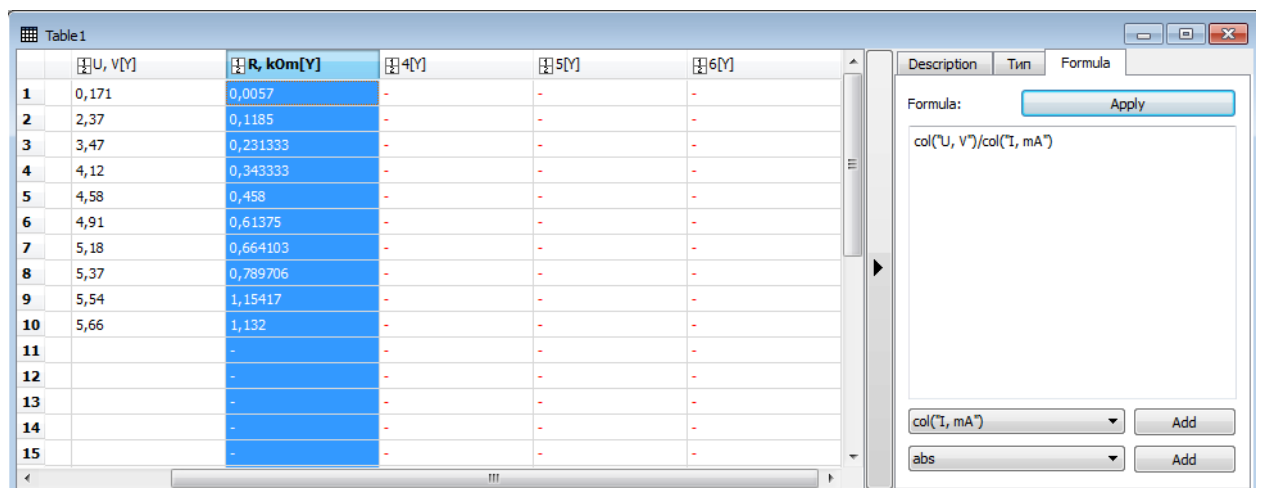 Table1
U, V[Y] R, kOm[Y] 4[Y] 5[Y] 6[Y]
Description Тип Formula
1 0,171 0,0057 - - -
Formula: Apply
2 2,37 0,1185 - - -
3 3,47 0,231333 - - -
col("U, V")/col("I, mA")
4 4,12 0,343333 - - -
5 4,58 0,458 - - -
6 4,91 0,61375 - - -
7 5,18 0,664103 - - -
8 5,37 0,789706 - - -
9 5,54 1,15417 - - -
10 5,66 1,132 - - -
11 - - - -
12 - - - -
13 - - - -
14 - - - -
col("I, mA") Add
15 - - - -
abs Add